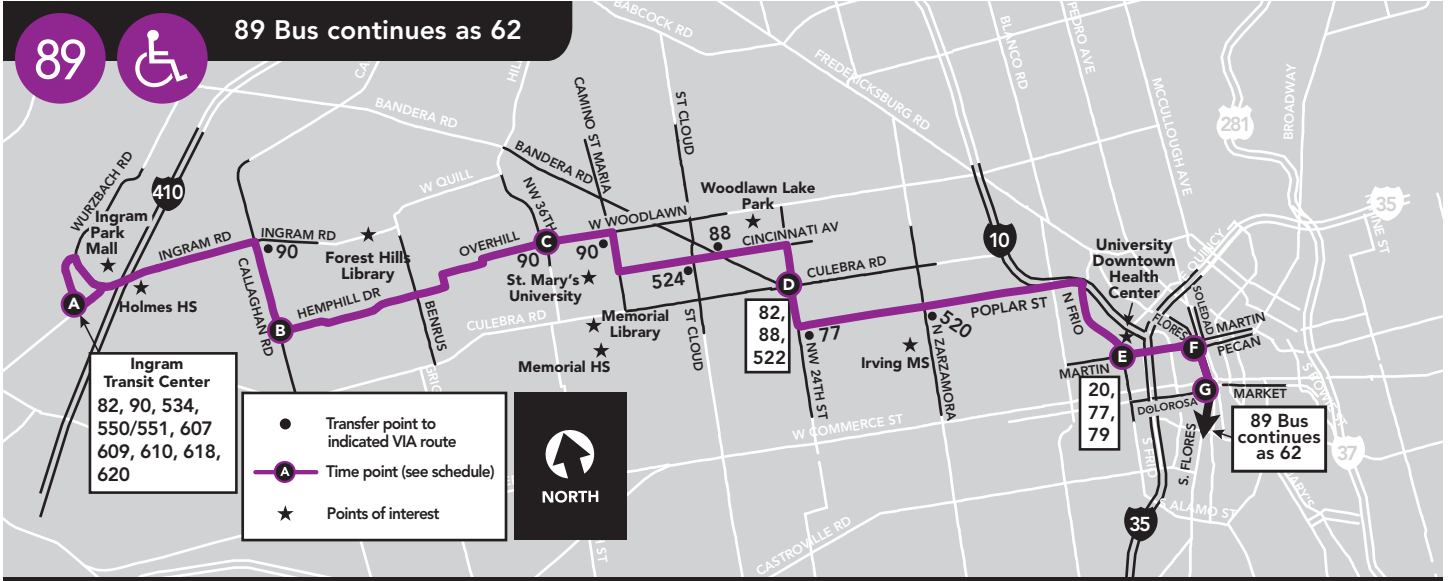 89
89 Bus continues as 62
BABCOCK RD
FREDERICKSBURG RD
BLANCO RD
PEDRO AVE
MCCULLOUGH AVE
BROADWAY
281
35
BANDERA RD
CAMINO ST MARIA
ST CLOUD
BANDERA RD
WURZBACH RD
410
W QUILL
NW 36TH
Woodlawn Lake
Park
Ingram
Park
Mall
INGRAM RD
INGRAM RD
90
Forest Hills
Library
OVERHILL
C
90
W WOODLAWN
90
88
CINCINNATI AV
10
University
Downtown
Health
Center
SOLEDAD
A
Holmes HS
CALLAGHAN RD
B
HEMPHILL DR
BENRUS
St. Mary's
University
524
D
CULEBRA RD
CULEBRA RD
Memorial
Library
Memorial HS
ST CLOUD
82,
88,
522
77
NW 24TH ST
Irving MS
520
N ZARZAMORA
POPLAR ST
N FRIO
FLORES
MARTIN
PECAN
F
E
MARTIN
G
MARKET
DOLOROSA
20,
77,
79
S FRIO
S. FLORES
S BOWIE ST
37
89 Bus
continues
as 62
W COMMERCE ST
S ALAMO ST
35
CASTROVILLE RD
Ingram
Transit Center
82, 90, 534,
550/551, 607
609, 610, 618,
620
Transfer point to
indicated VIA route
A
Time point (see schedule)
Points of interest
NORTH